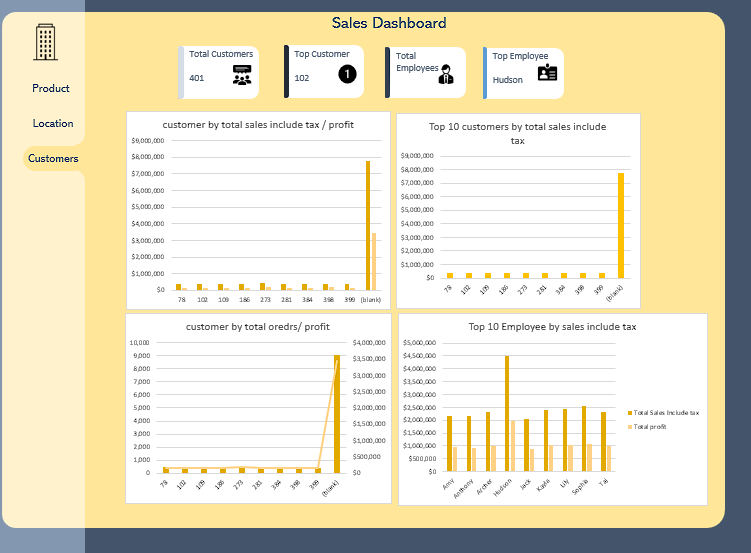 Sales Dashboard
Product
Location
Customers
Total Customers
401
Top Customer
102
1
Total
Employees
Top Employee
Hudson
customer by total sales include tax / profit
$9,000,000
$8,000,000
$7,000,000
$6,000,000
$5,000,000
$4,000,000
$3,000,000
$2,000,000
$1,000,000
$0
78 102 109 186 273 281 384 398 399 (blank)
Top 10 customers by total sales include
tax
$9,000,000
$8,000,000
$7,000,000
$6,000,000
$5,000,000
$4,000,000
$3,000,000
$2,000,000
$1,000,000
$0
78 102 109 186 273 281 384 398 399 (blank)
customer by total oredrs/ profit
10,000
9,000
8,000
7,000
6,000
5,000
4,000
3,000
2,000
1,000
0
$4,000,000
$3,500,000
$3,000,000
$2,500,000
$2,000,000
$1,500,000
$1,000,000
$500,000
$0
78 102 109 186 273 281 384 398 399 (blank)
Top 10 Employee by sales include tax
$5,000,000
$4,500,000
$4,000,000
$3,500,000
$3,000,000
$2,500,000
$2,000,000
$1,500,000
$1,000,000
$500,000
$0
Amy Anthony Archer Hudson Jack Kayla Lily Sophia Taj
Total Sales Include tax
Total profit